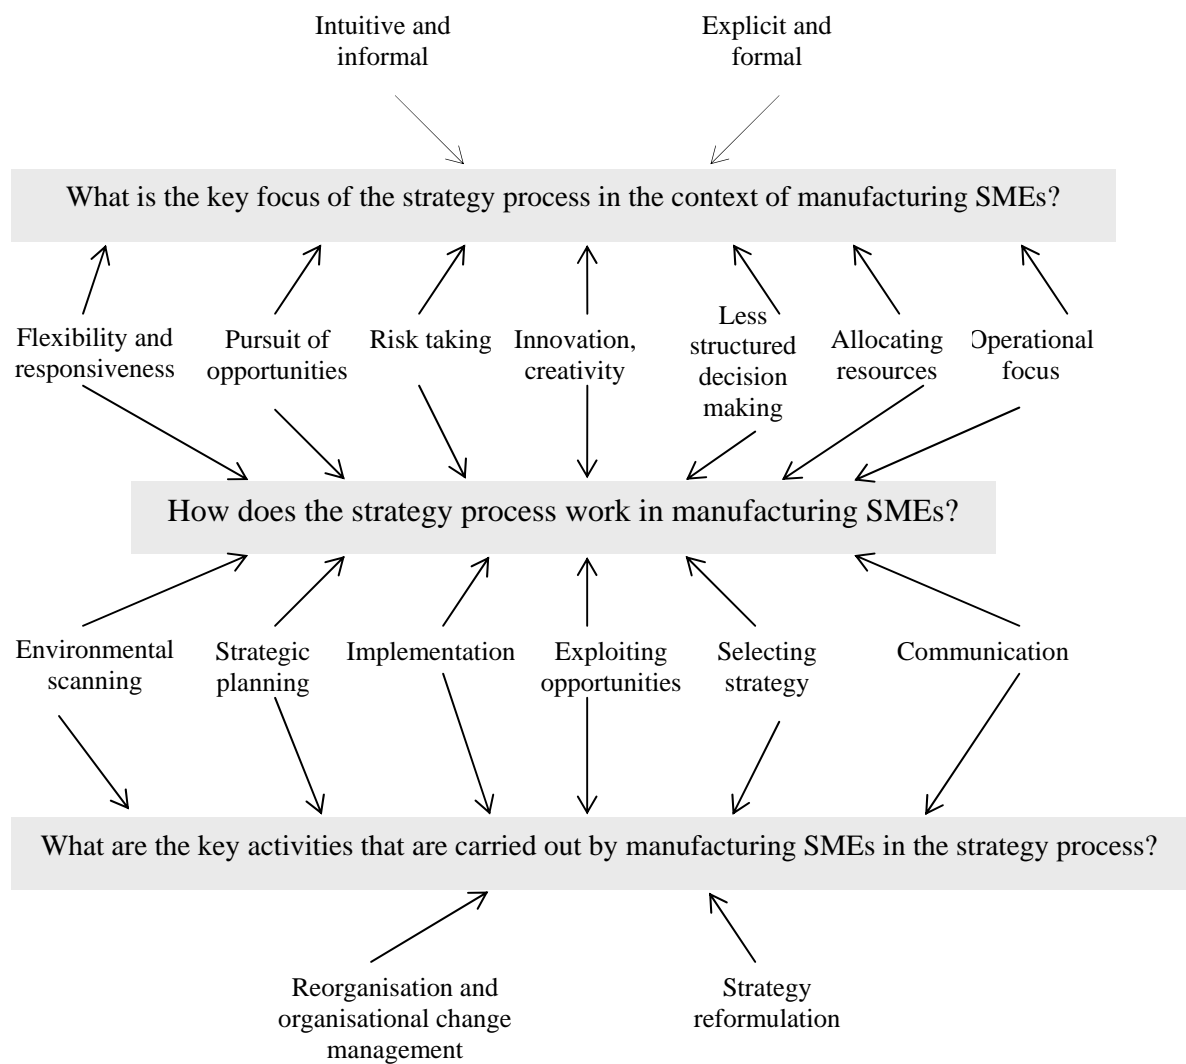 Intuitive and
informal
Explicit and
formal
What is the key focus of the strategy process in the context of manufacturing SMEs?
Flexibility and
responsiveness
Pursuit of
opportunities
Risk taking
Innovation,
creativity
Less
structured
decision
making
Allocating
resources
Operational
focus
How does the strategy process work in manufacturing SMEs?
Environmental
scanning
Strategic
planning
Implementation
Exploiting
opportunities
Selecting
strategy
Communication
What are the key activities that are carried out by manufacturing SMEs in the strategy process?
Reorganisation and
organisational change
management
Strategy
reformulation